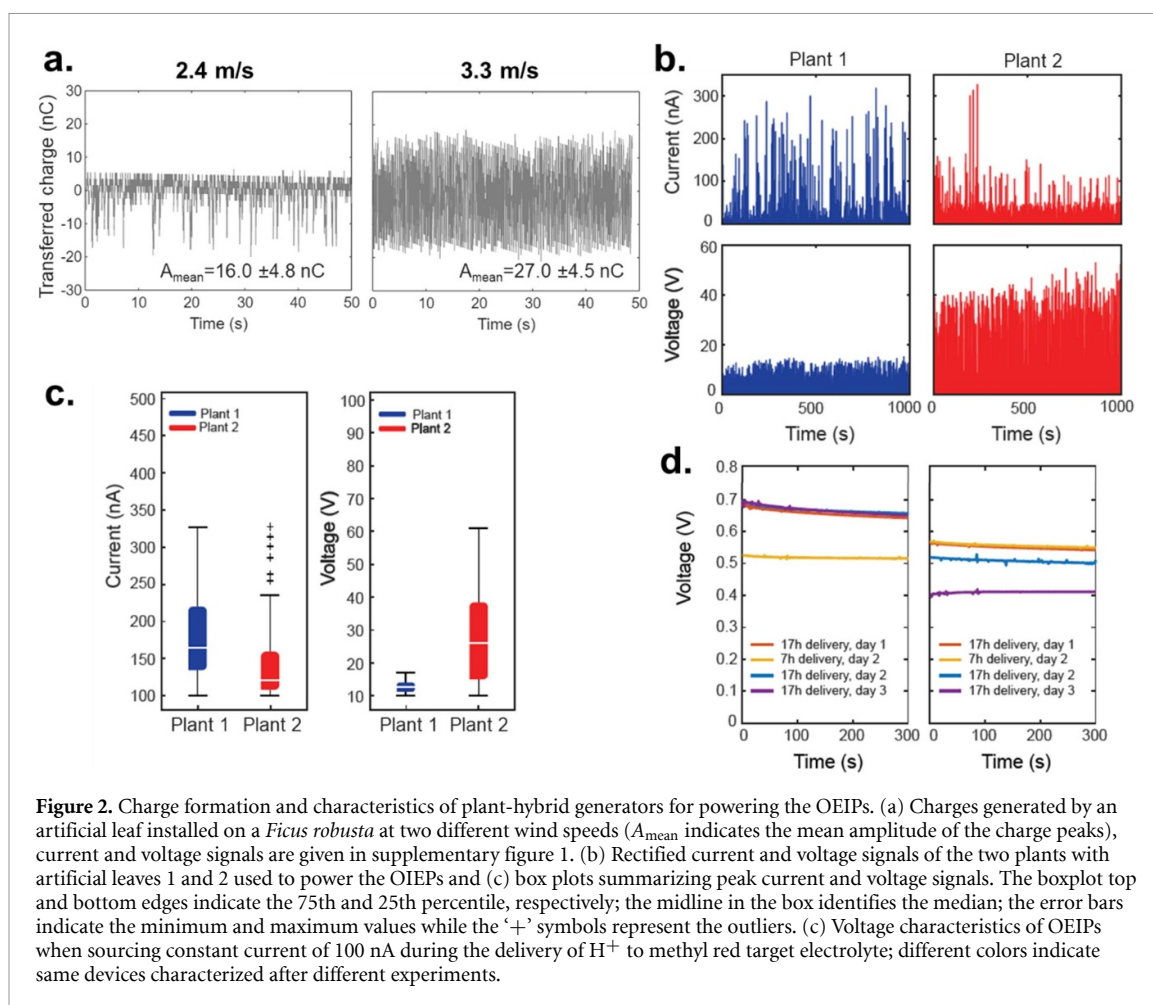 a.
2.4 m/s
3.3 m/s
Transferred charge (nC)
30
20
10
0
-10
-20
-30
A_mean=16.0 ±4.8 nC
A_mean=27.0 ±4.5 nC
0 10 20 30 40 50
0 10 20 30 40 50
Time (s)
Time (s)
b.
Plant 1
Plant 2
Current (nA)
300
200
100
0
Voltage (V)
60
40
20
0
0 500 1000
0 500 1000
Time (s)
Time (s)
c.
Current (nA)
500
450
400
350
300
250
200
150
100
Plant 1
Plant 2
Plant 1 Plant 2
Voltage (V)
100
90
80
70
60
50
40
30
20
10
Plant 1
Plant 2
Plant 1 Plant 2
d.
Voltage (V)
0.8
0.7
0.6
0.5
0.4
0.3
0.2
0.1
0
17h delivery, day 1
7h delivery, day 2
17h delivery, day 2
17h delivery, day 3
17h delivery, day 1
7h delivery, day 2
17h delivery, day 2
17h delivery, day 3
0 100 200 300
0 100 200 300
Time (s)
Time (s)
Figure 2. Charge formation and characteristics of plant-hybrid generators for powering the OEIPs. (a) Charges generated by an
artificial leaf installed on a Ficus robusta at two different wind speeds (A_mean indicates the mean amplitude of the charge peaks),
current and voltage signals are given in supplementary figure 1. (b) Rectified current and voltage signals of the two plants with
artificial leaves 1 and 2 used to power the OIEPs and (c) box plots summarizing peak current and voltage signals. The boxplot top
and bottom edges indicate the 75th and 25th percentile, respectively; the midline in the box identifies the median; the error bars
indicate the minimum and maximum values while the ‘+’ symbols represent the outliers. (c) Voltage characteristics of OEIPs
when sourcing constant current of 100 nA during the delivery of H⁺ to methyl red target electrolyte; different colors indicate
same devices characterized after different experiments.